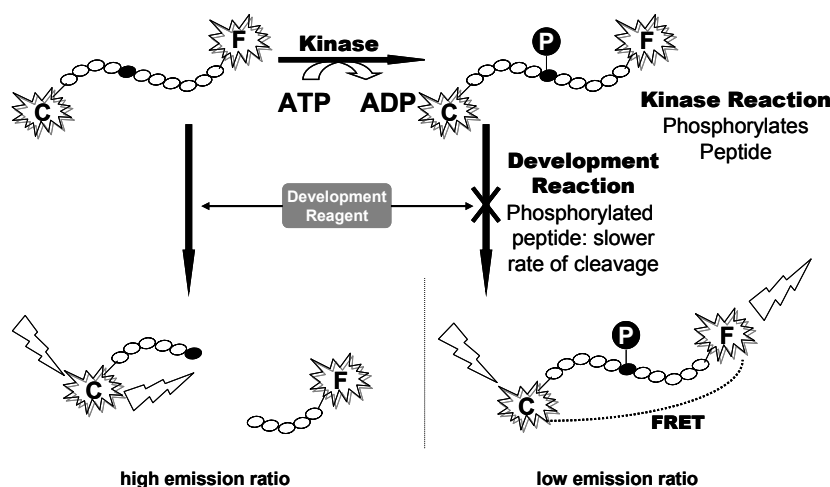 F
Kinase
P
F
C
ATP
ADP
C
Kinase Reaction
Phosphorylates
Peptide
Development
Reaction
Development
Reagent
Phosphorylated
peptide: slower
rate of cleavage
C
F
P
F
C
FRET
high emission ratio
low emission ratio